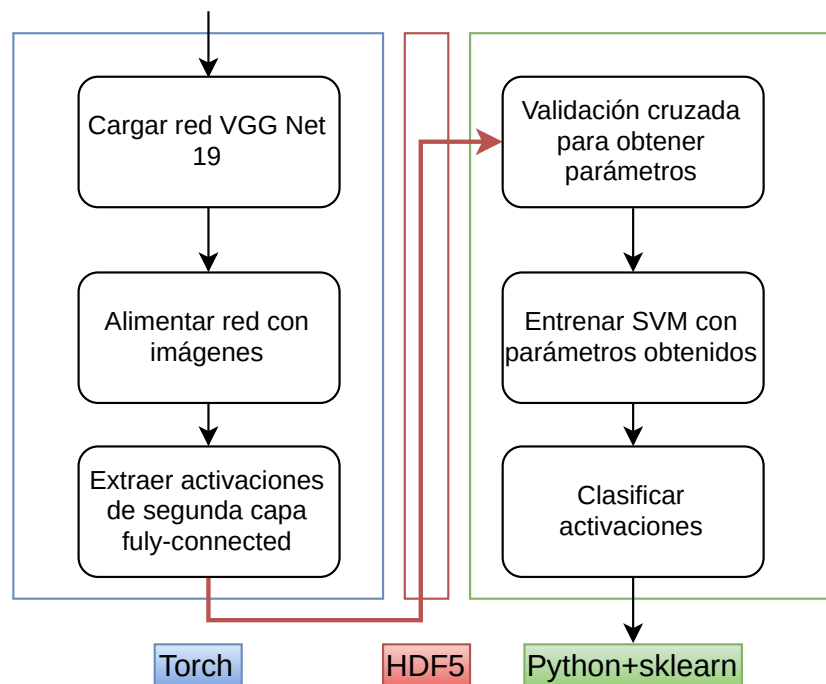 Cargar red VGG Net
19
Alimentar red con
imágenes
Extraer activaciones
de segunda capa
fuly-connected
Validación cruzada
para obtener
parámetros
Entrenar SVM con
parámetros obtenidos
Clasificar
activaciones
Torch
HDF5
Python+sklearn